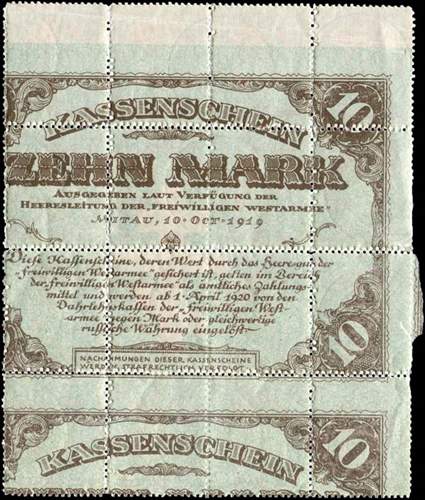 KASSENSCHEIN
10
ZEHN MARK
AUSGEGEBEN LAUT VERFÜGUNG DER
HEERESLEITUNG DER „FREIWILLIGEN WESTARMEE"
MITAU, 10. OCT. 1919
Diese Kassenscheine, deren Wert durch das Heeresgut der
„freiwilligen Westarmee" gesichert ist, gelten im Bereich
der „freiwilligen Westarmee" als amtliches Zahlungs-
mittel und werden ab 1. April 1920 von den
Darlehnskassen der „freiwilligen West-
armee" gegen Mark oder gleichwertige
russische Währung eingelöst.
10
NACHAHMUNGEN DIESER KASSENSCHEINE
WERDEN STRAFRECHTLICH VERFOLGT
KASSENSCHEIN
10